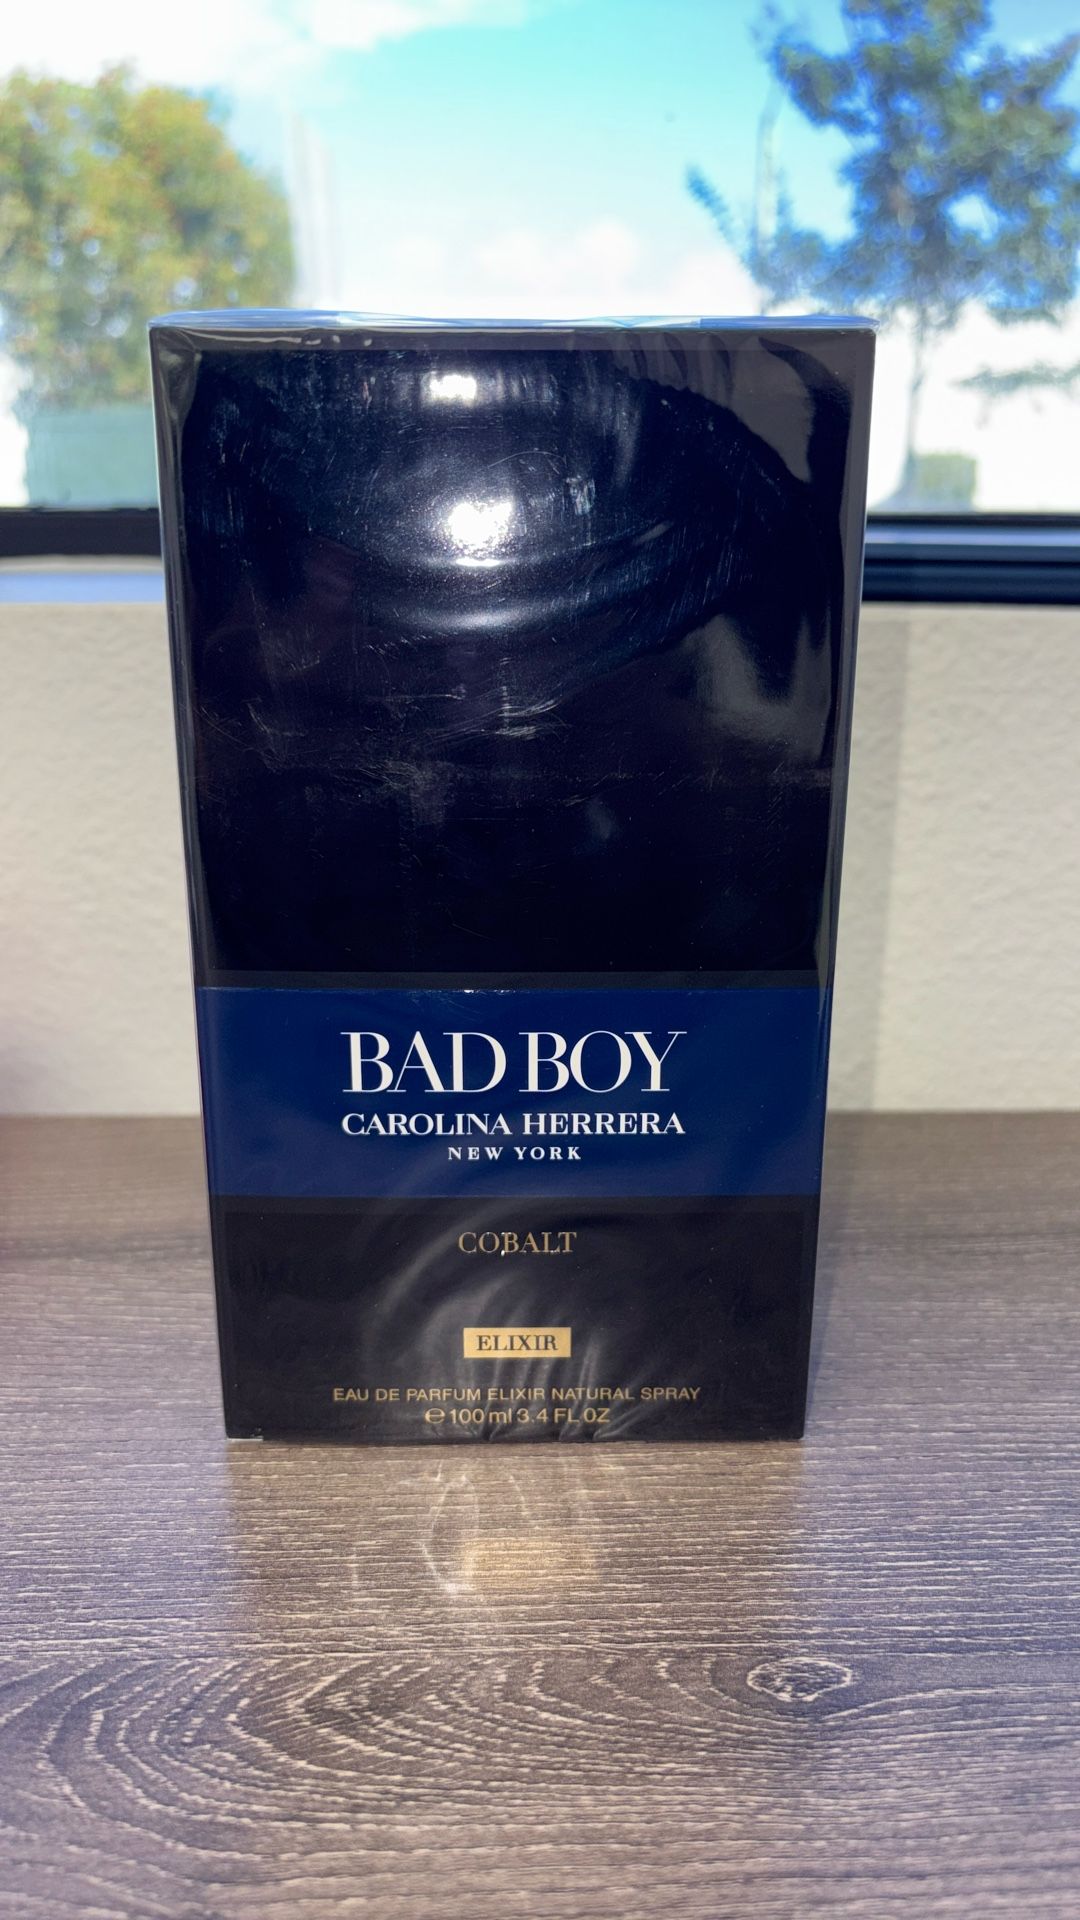 BAD BOY
CAROLINA HERRERA
NEW YORK
COBALT
ELIXIR
EAU DE PARFUM ELIXIR NATURAL SPRAY
℮ 100 ml 3.4 FL OZ